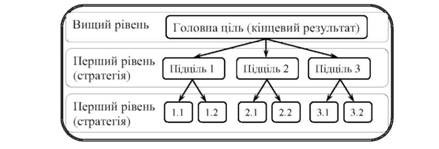 Вищий рівень
Головна ціль (кінцевий результат)
Перший рівень
(стратегія)
Підціль 1
Підціль 2
Підціль 3
Перший рівень
(стратегія)
1.1
1.2
2.1
2.2
3.1
3.2